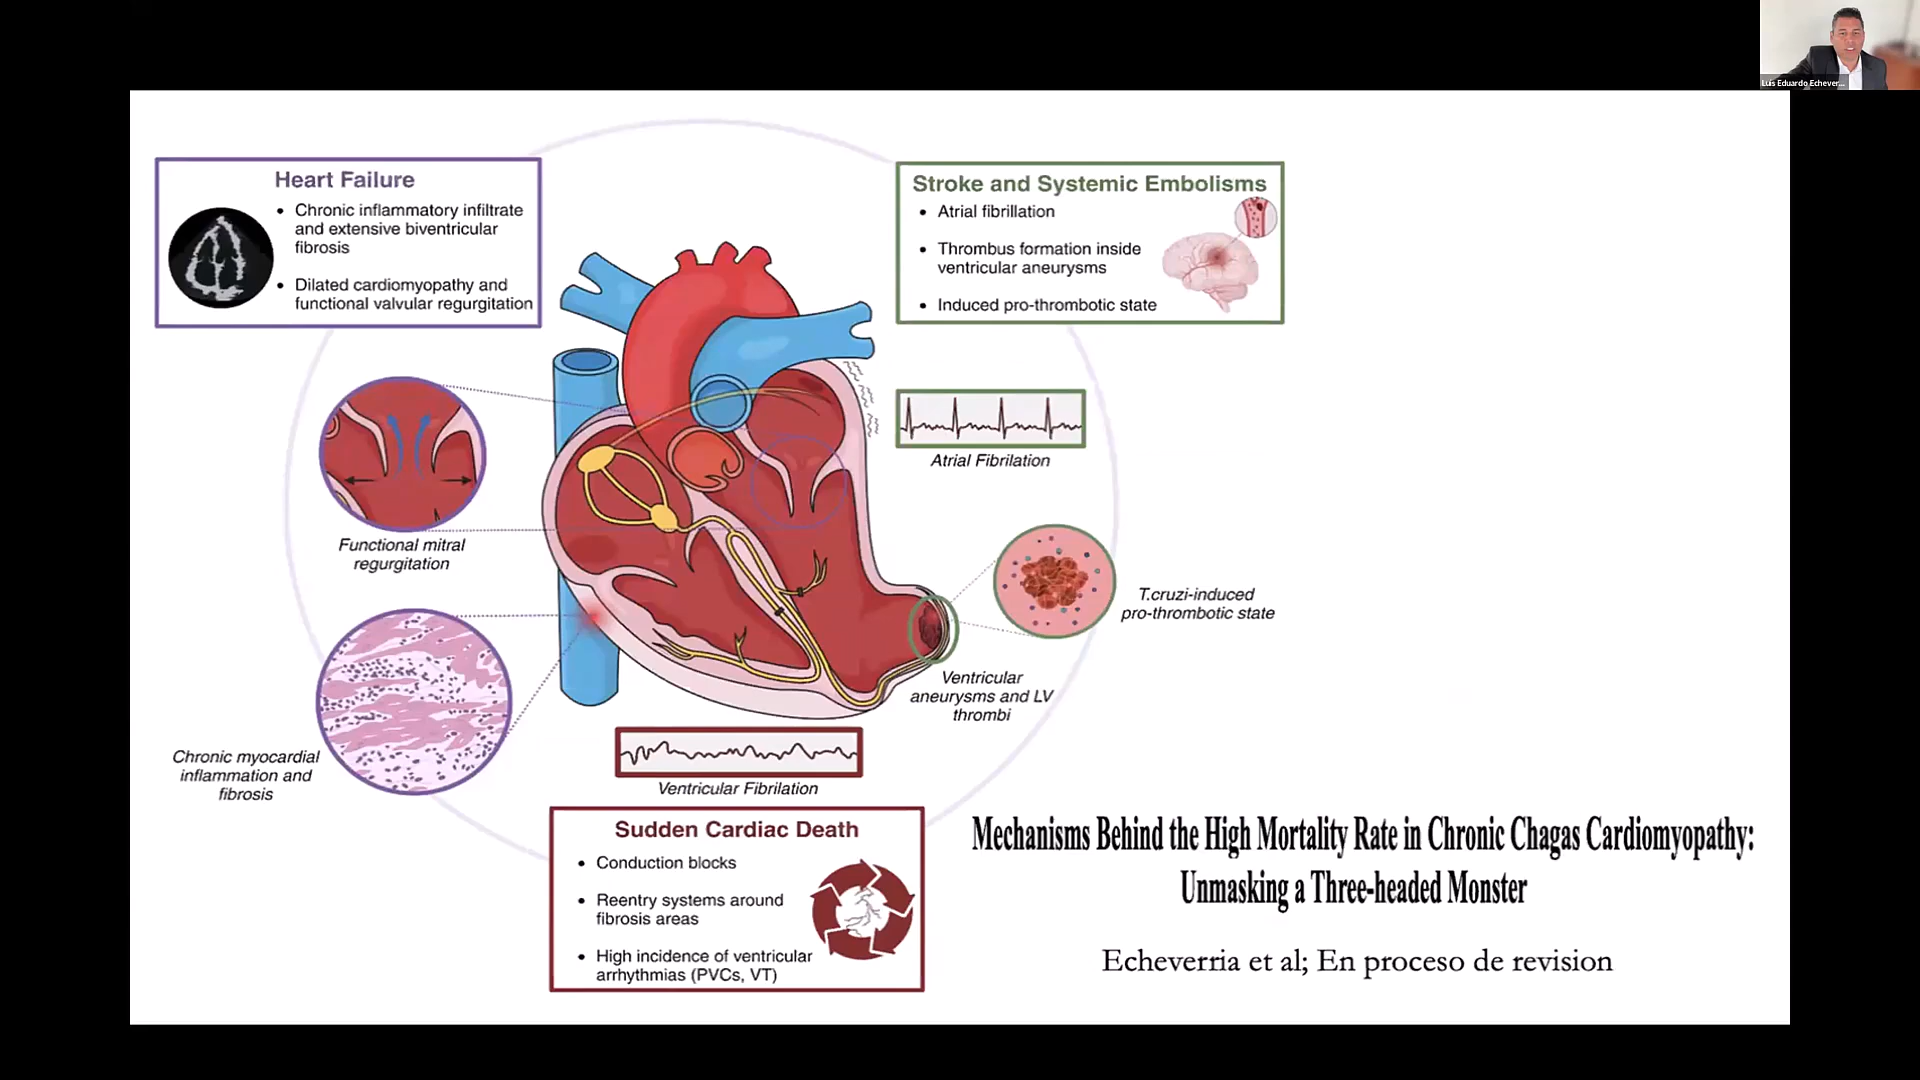 Luis Eduardo Echever...
Heart Failure
• Chronic inflammatory infiltrate
and extensive biventricular
fibrosis
• Dilated cardiomyopathy and
functional valvular regurgitation
Stroke and Systemic Embolisms
• Atrial fibrillation
• Thrombus formation inside
ventricular aneurysms
• Induced pro-thrombotic state
Atrial Fibrilation
Functional mitral
regurgitation
T.cruzi-induced
pro-thrombotic state
Ventricular
aneurysms and LV
thrombi
Chronic myocardial
inflammation and
fibrosis
Ventricular Fibrilation
Sudden Cardiac Death
• Conduction blocks
• Reentry systems around
fibrosis areas
• High incidence of ventricular
arrhythmias (PVCs, VT)
Mechanisms Behind the High Mortality Rate in Chronic Chagas Cardiomyopathy:
Unmasking a Three-headed Monster
Echeverria et al; En proceso de revision